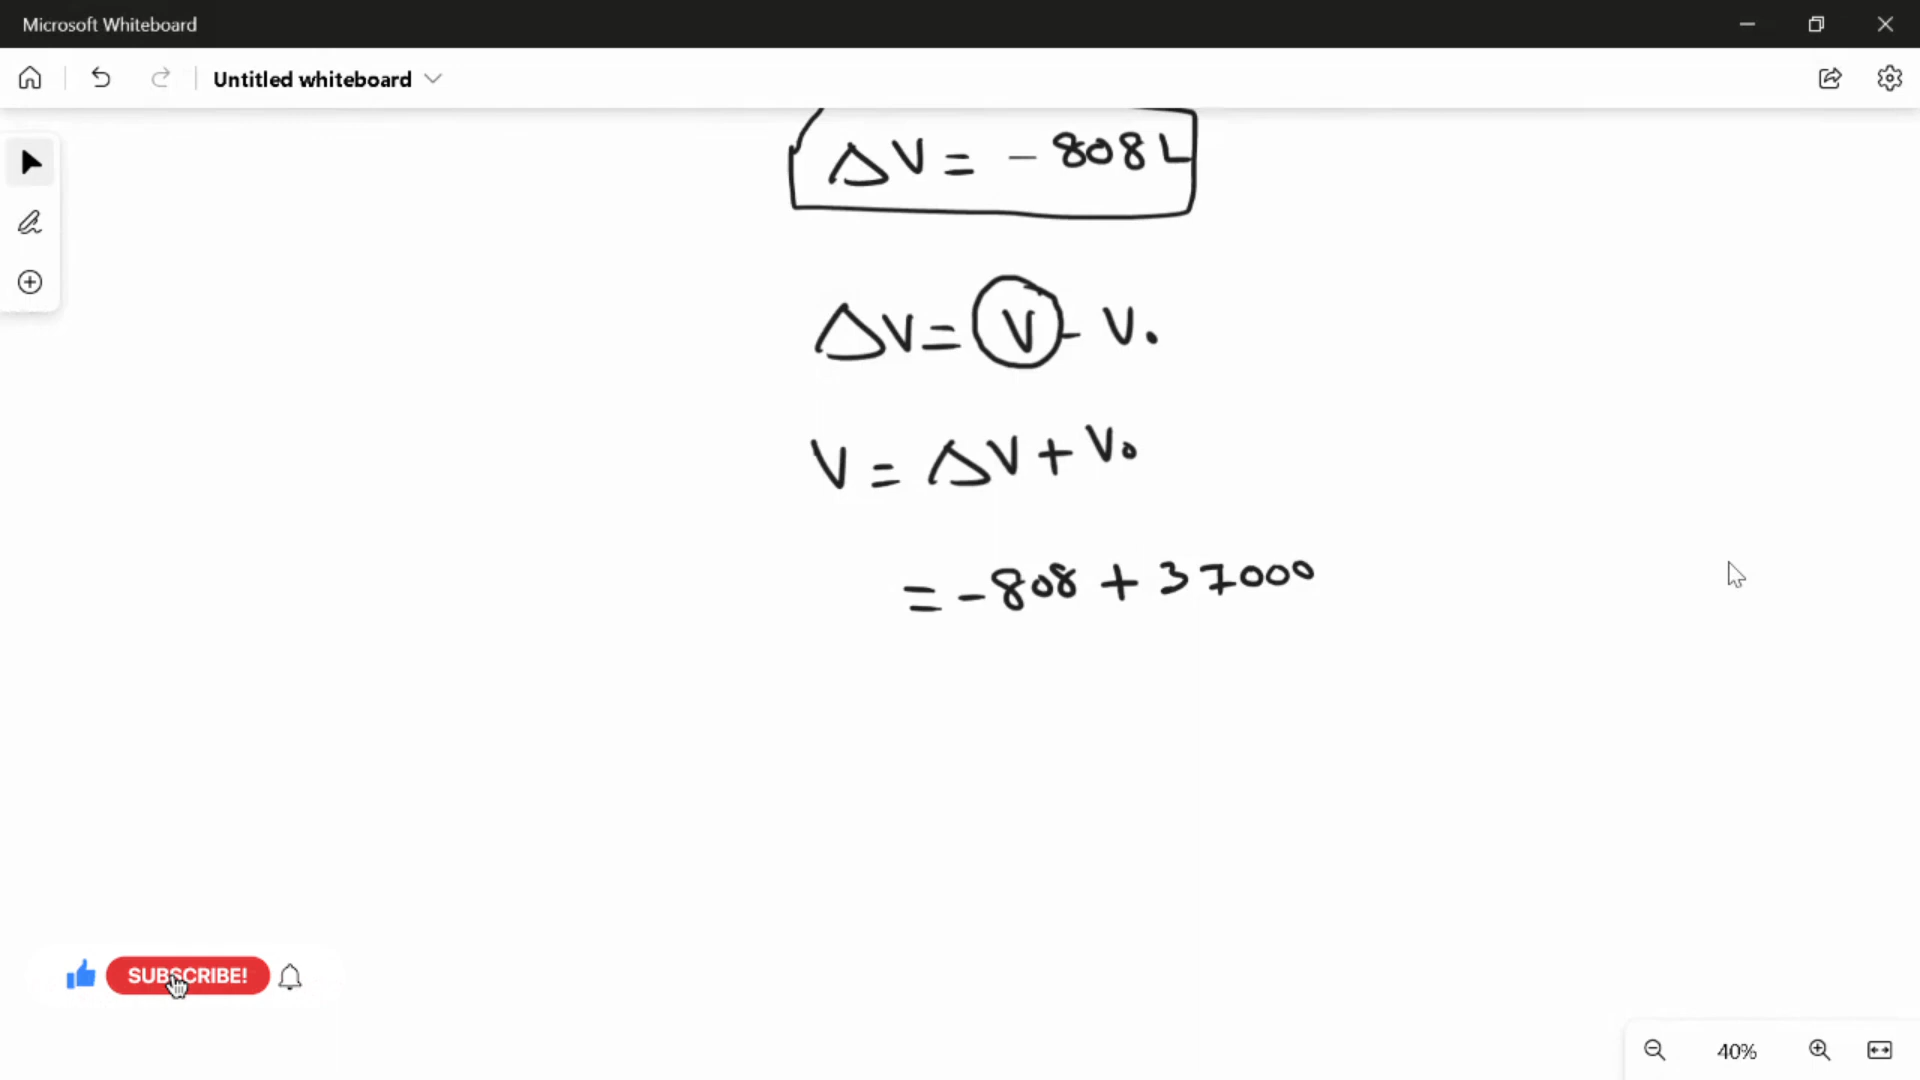 Microsoft Whiteboard
Untitled whiteboard
ΔV = - 808 L
ΔV = V - V₀
V = ΔV + V₀
= - 808 + 37000
SUBSCRIBE!
40%